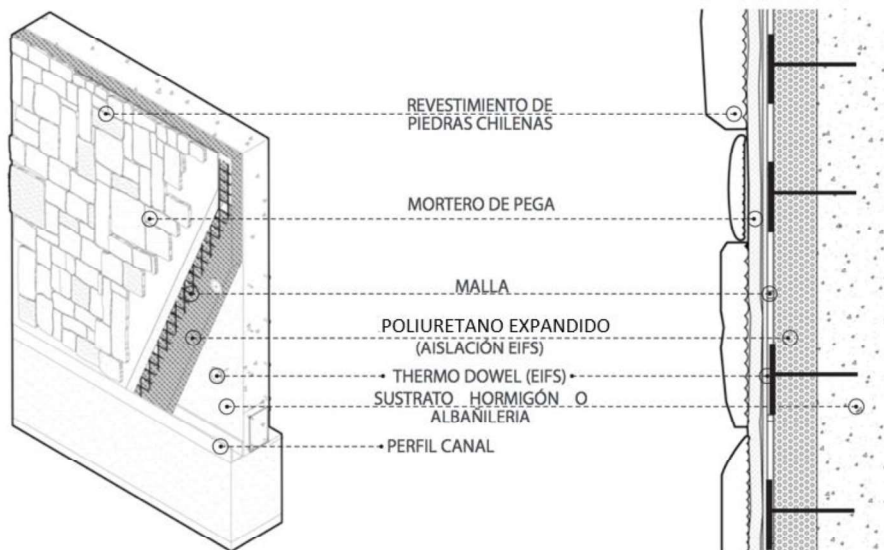 REVESTIMIENTO DE
PIEDRAS CHILENAS
MORTERO DE PEGA
MALLA
POLIURETANO EXPANDIDO
(AISLACIÓN EIFS)
THERMO DOWEL (EIFS)
SUSTRATO HORMIGÓN O
ALBAÑILERIA
PERFIL CANAL